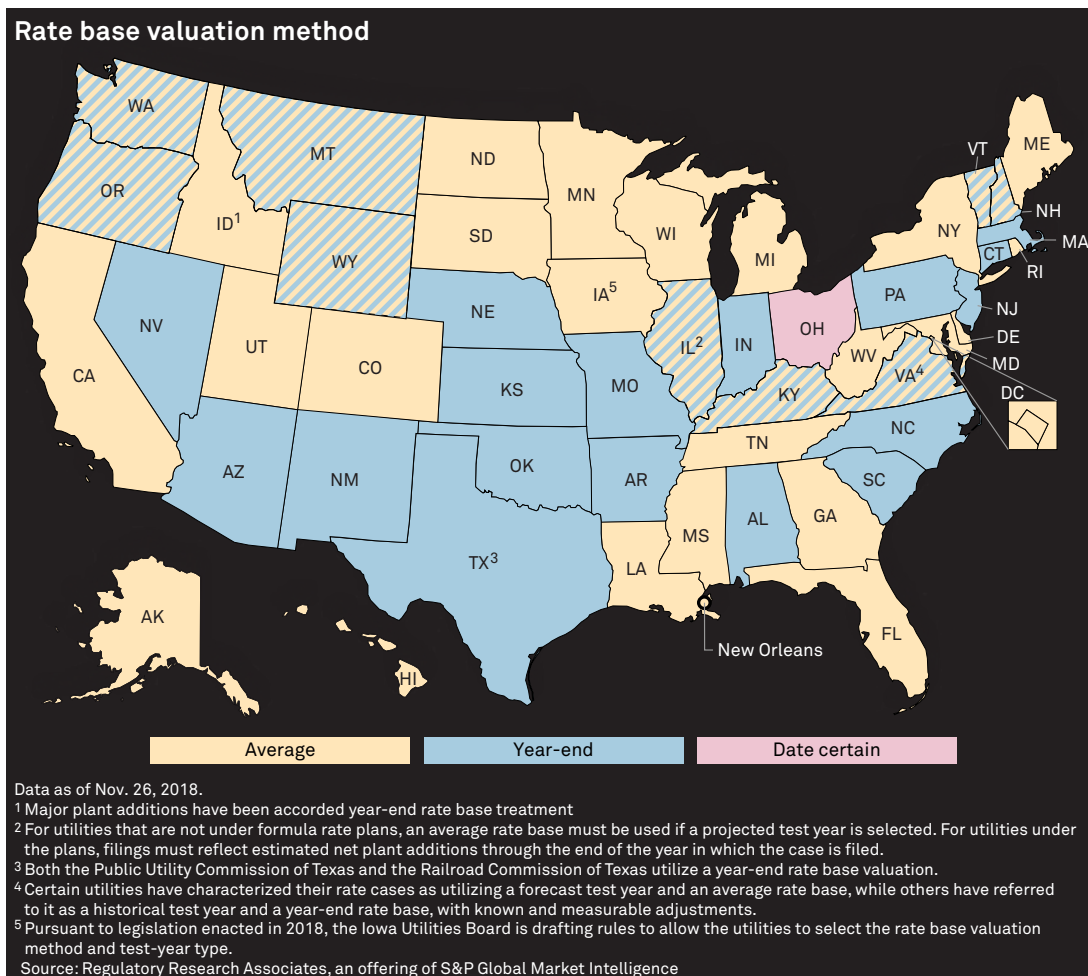 Rate base valuation method
WA
MT
ND
MN
VT
ME
OR
ID1
SD
WI
MI
NY
NH
MA
WY
CT
RI
IA5
PA
NE
NJ
NV
IL2
IN
OH
DE
UT
CO
WV
MD
CA
KS
MO
KY
VA4
DC
TN
NC
AZ
NM
OK
AR
SC
MS
AL
GA
TX3
LA
AK
FL
New Orleans
HI
Average
Year-end
Date certain
Data as of Nov. 26, 2018.
1 Major plant additions have been accorded year-end rate base treatment
2 For utilities that are not under formula rate plans, an average rate base must be used if a projected test year is selected. For utilities under
the plans, filings must reflect estimated net plant additions through the end of the year in which the case is filed.
3 Both the Public Utility Commission of Texas and the Railroad Commission of Texas utilize a year-end rate base valuation.
4 Certain utilities have characterized their rate cases as utilizing a forecast test year and an average rate base, while others have referred
to it as a historical test year and a year-end rate base, with known and measurable adjustments.
5 Pursuant to legislation enacted in 2018, the Iowa Utilities Board is drafting rules to allow the utilities to select the rate base valuation
method and test-year type.
Source: Regulatory Research Associates, an offering of S&P Global Market Intelligence